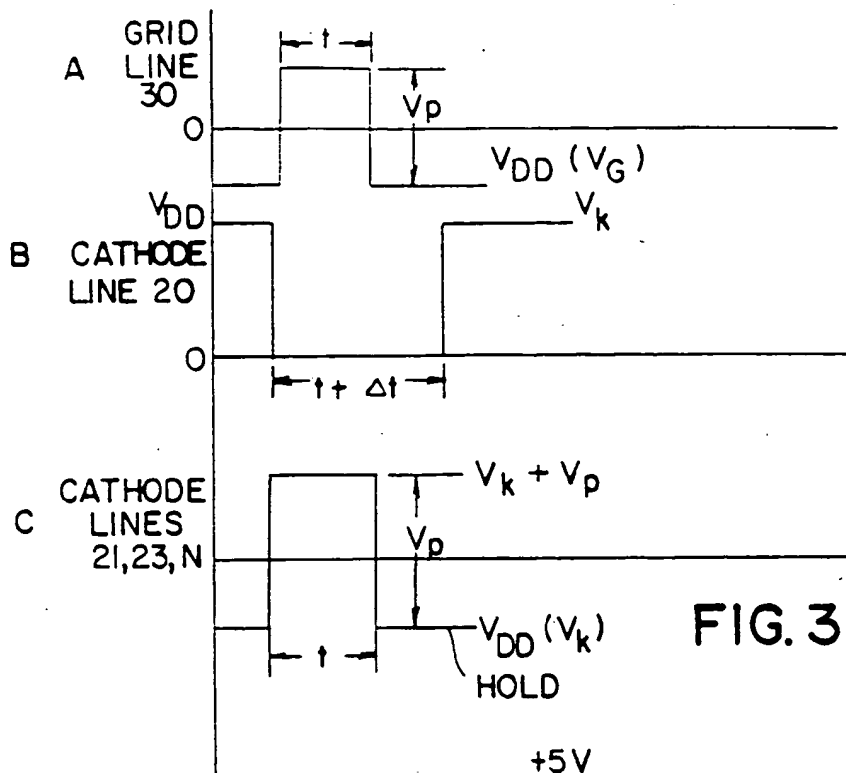 GRID
A LINE
30
t
Vp
0
VDD (VG)
VDD
Vk
B CATHODE
LINE 20
0
t + Δt
CATHODE
C LINES
21,23,N
Vk + Vp
Vp
VDD (Vk)
t
HOLD
FIG. 3
+5V